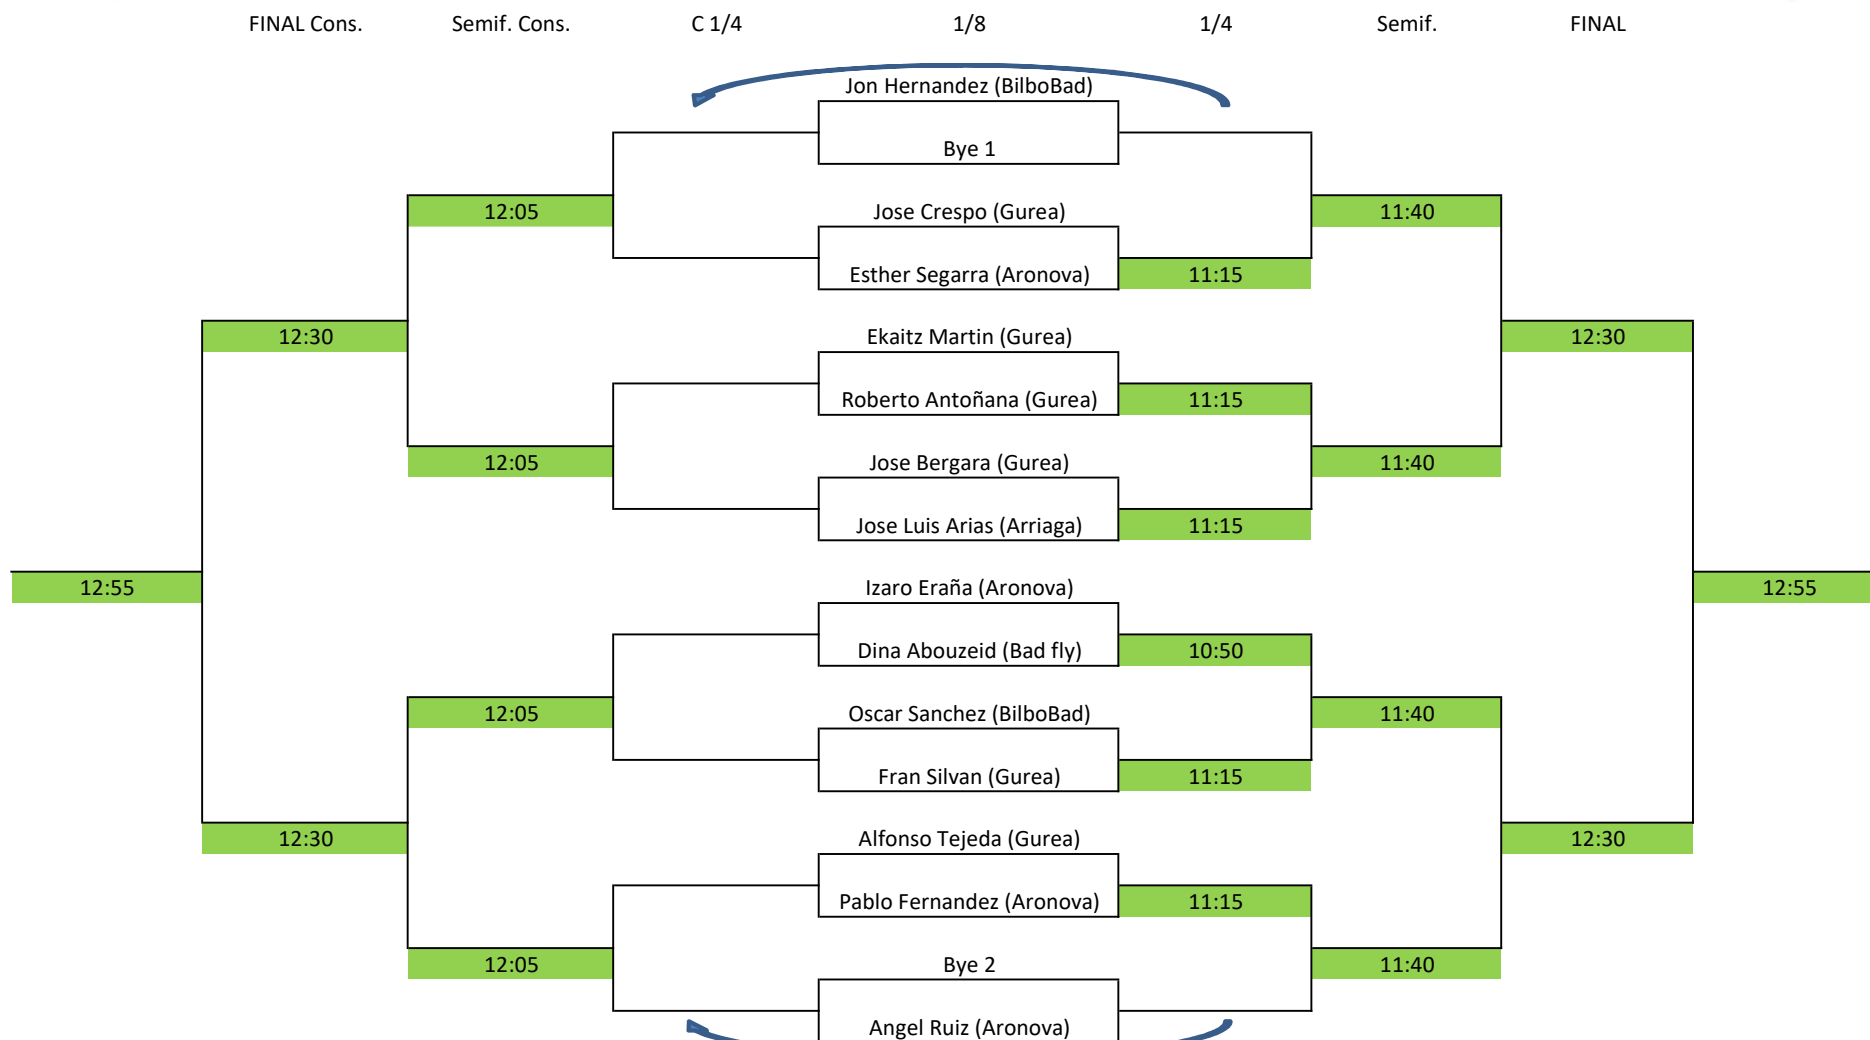 FINAL Cons. Semif. Cons. C 1/4 1/8 1/4 Semif. FINAL
Jon Hernandez (BilboBad)
Bye 1
12:05 Jose Crespo (Gurea) 11:40
Esther Segarra (Aronova) 11:15
12:30 Ekaitz Martin (Gurea) 12:30
Roberto Antoñana (Gurea) 11:15
12:05 Jose Bergara (Gurea) 11:40
Jose Luis Arias (Arriaga) 11:15
12:55 Izaro Eraña (Aronova) 12:55
Dina Abouzeid (Bad fly) 10:50
12:05 Oscar Sanchez (BilboBad) 11:40
Fran Silvan (Gurea) 11:15
12:30 Alfonso Tejeda (Gurea) 12:30
Pablo Fernandez (Aronova) 11:15
12:05 Bye 2 11:40
Angel Ruiz (Aronova)